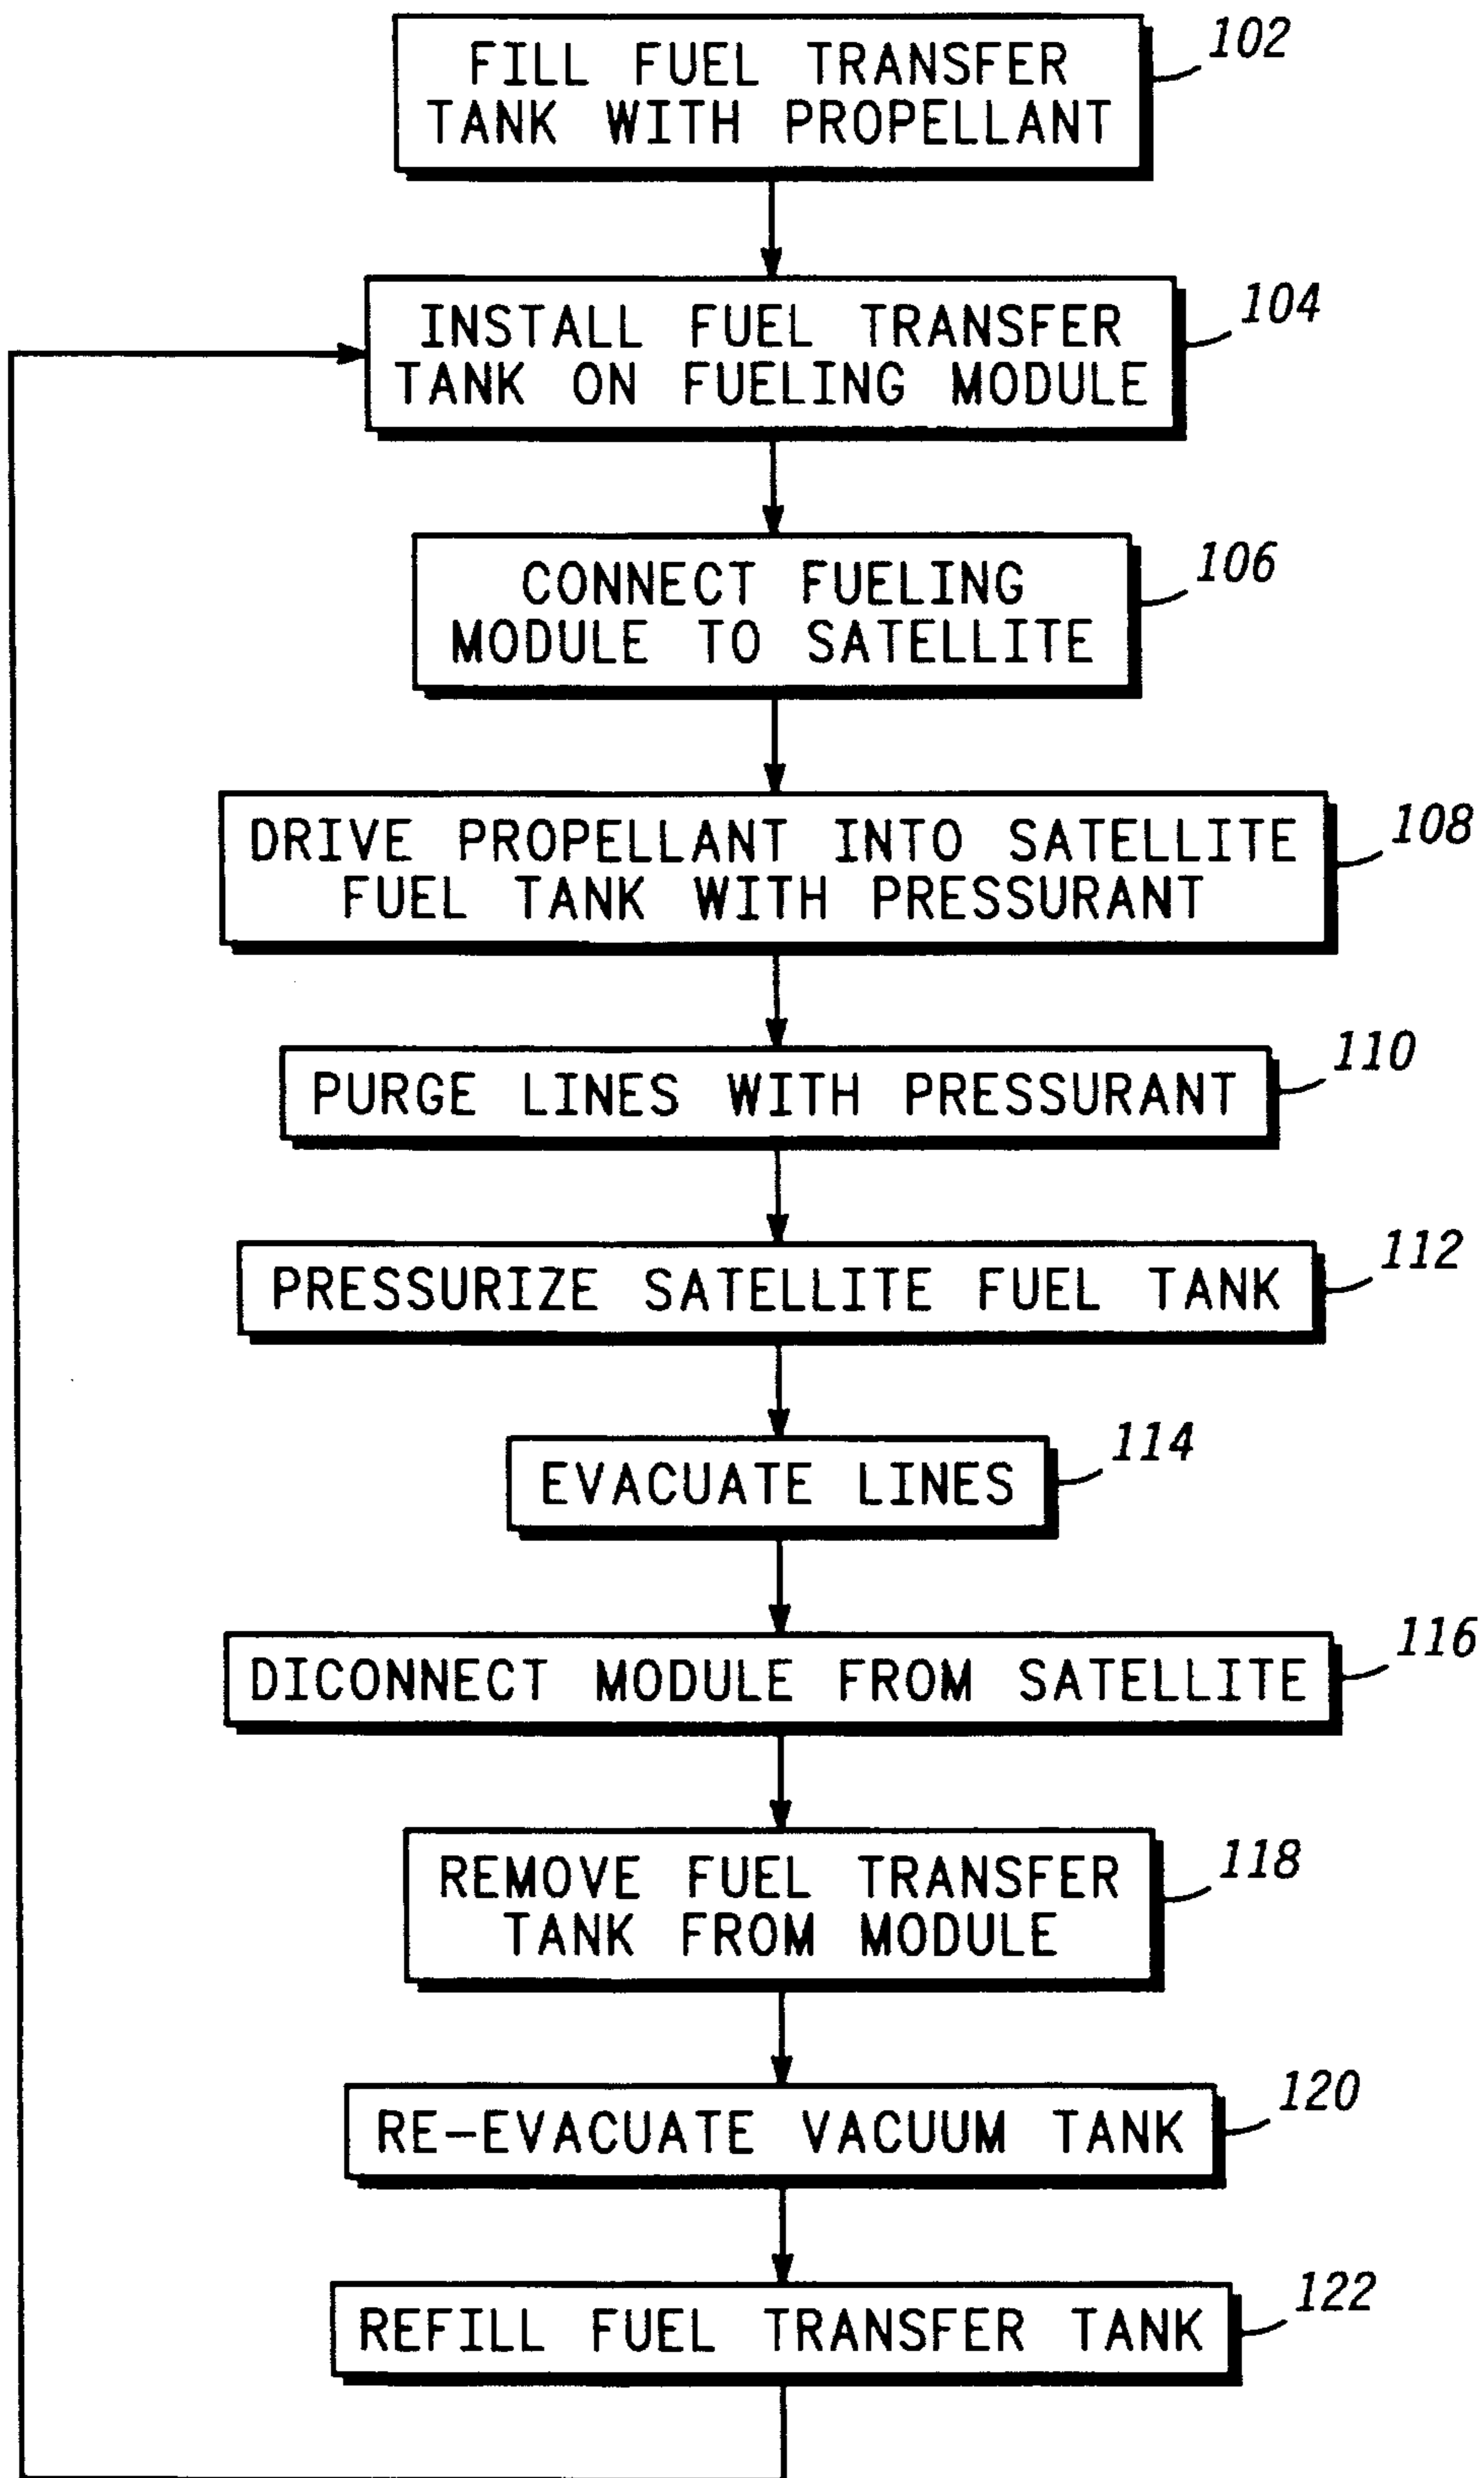 FILL FUEL TRANSFER
TANK WITH PROPELLANT
102
INSTALL FUEL TRANSFER
TANK ON FUELING MODULE
104
CONNECT FUELING
MODULE TO SATELLITE
106
DRIVE PROPELLANT INTO SATELLITE
FUEL TANK WITH PRESSURANT
108
PURGE LINES WITH PRESSURANT
110
PRESSURIZE SATELLITE FUEL TANK
112
EVACUATE LINES
114
DICONNECT MODULE FROM SATELLITE
116
REMOVE FUEL TRANSFER
TANK FROM MODULE
118
RE-EVACUATE VACUUM TANK
120
REFILL FUEL TRANSFER TANK
122